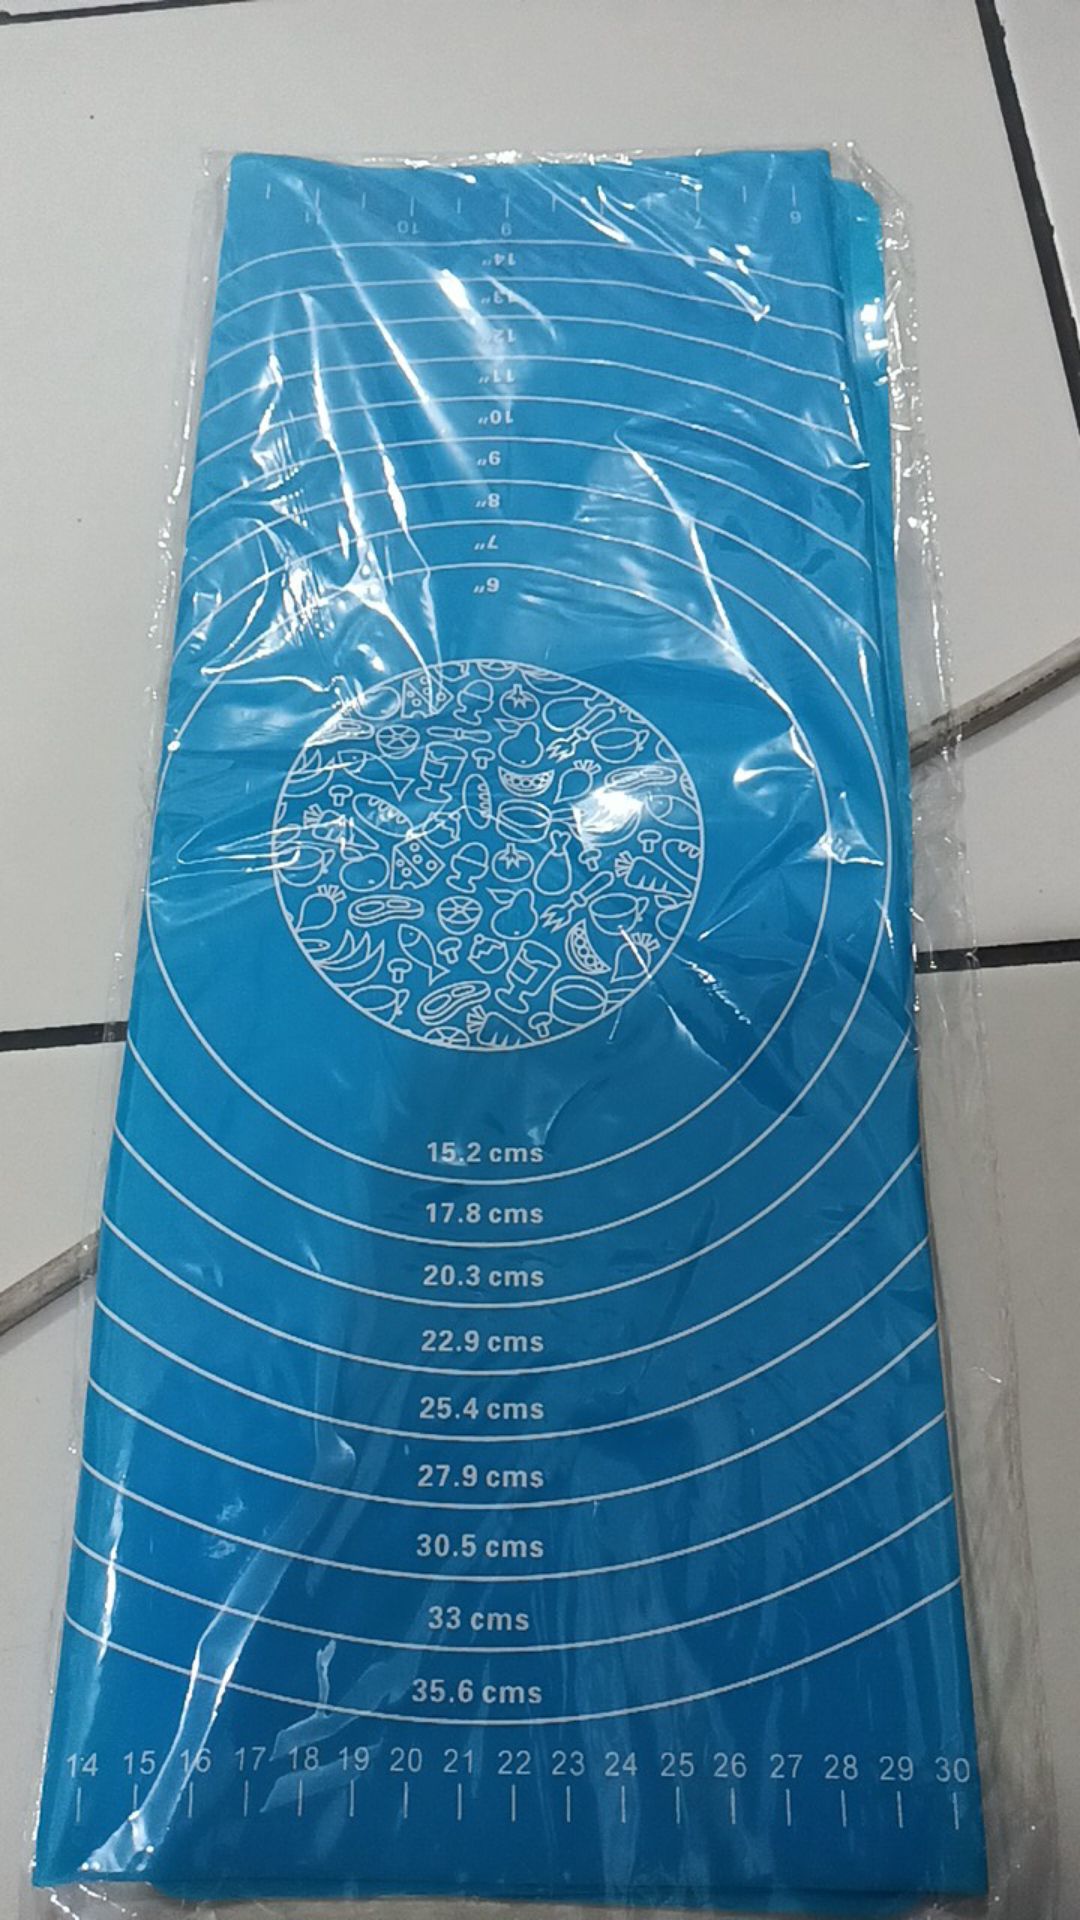 6 7 9 10 11
14"
13"
12"
11"
10"
9"
8"
7"
6"
15.2 cms
17.8 cms
20.3 cms
22.9 cms
25.4 cms
27.9 cms
30.5 cms
33 cms
35.6 cms
14 15 16 17 18 19 20 21 22 23 24 25 26 27 28 29 30